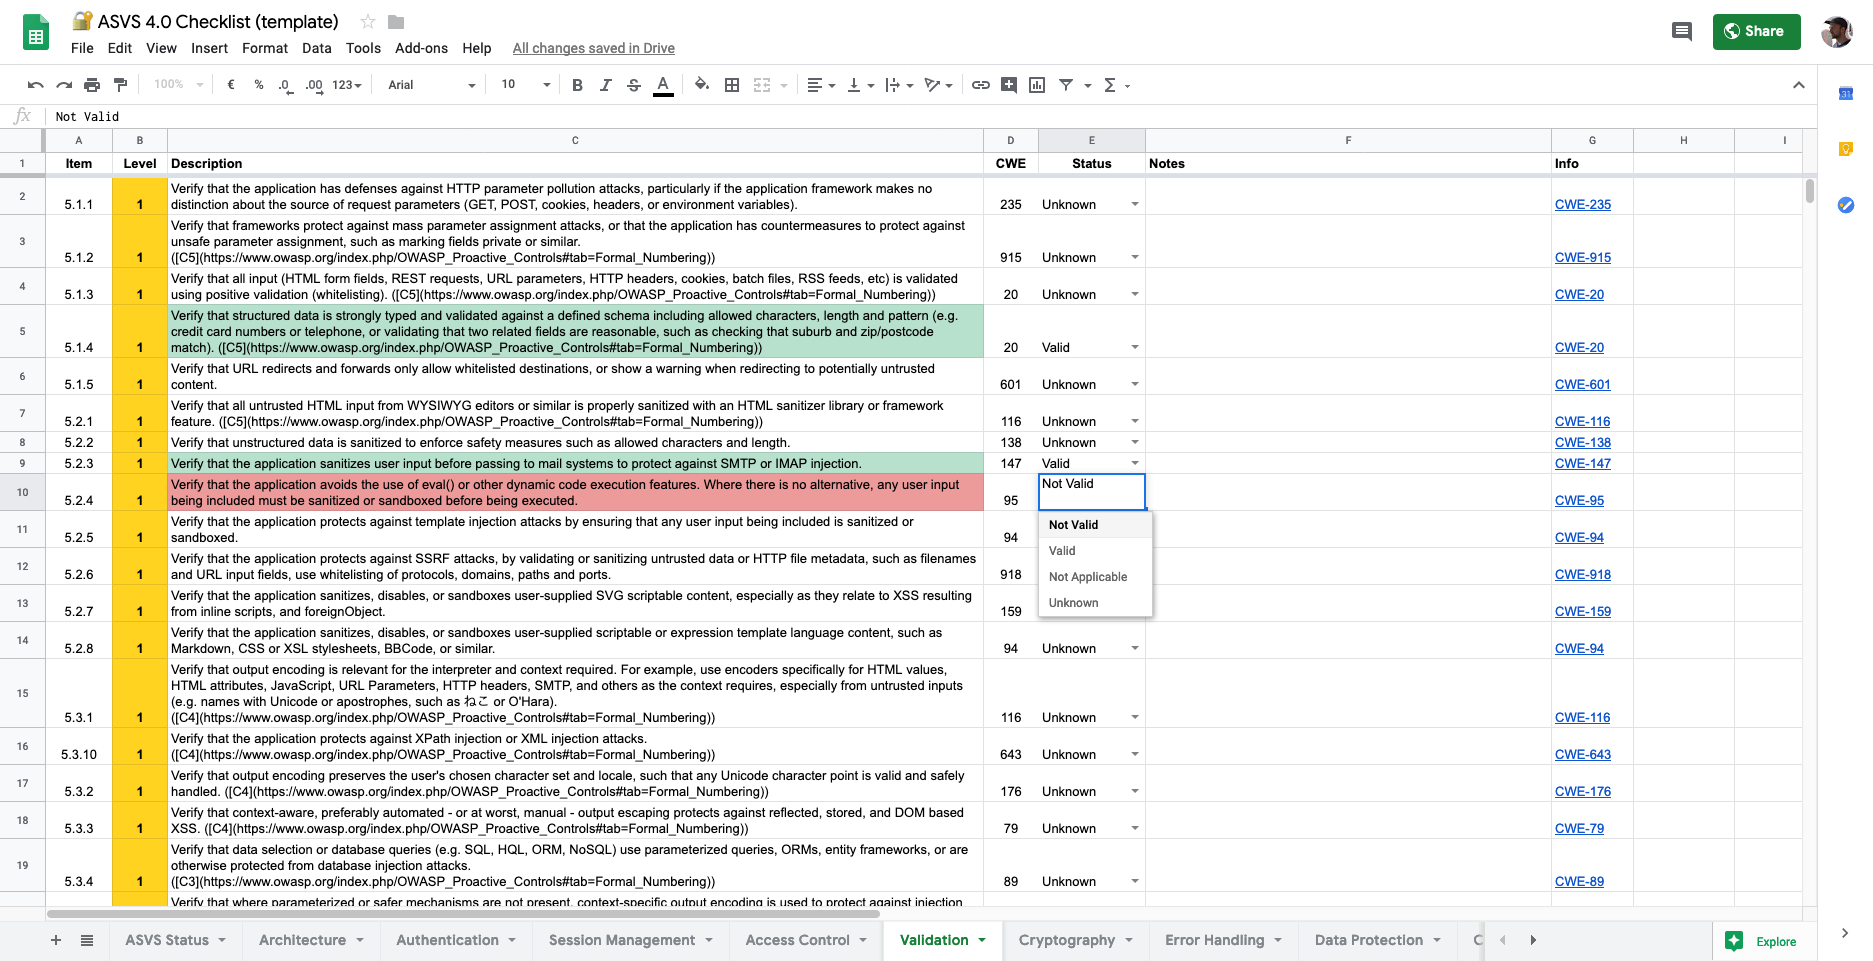 ASVS 4.0 Checklist (template)
File Edit View Insert Format Data Tools Add-ons Help All changes saved in Drive
Share
100% € % .0 .00 123 Arial 10 B I S A Σ
fx Not Valid
A B C D E F G H I
1 Item Level Description CWE Status Notes Info
2 5.1.1 1 Verify that the application has defenses against HTTP parameter pollution attacks, particularly if the application framework makes no
distinction about the source of request parameters (GET, POST, cookies, headers, or environment variables). 235 Unknown CWE-235
3 5.1.2 1 Verify that frameworks protect against mass parameter assignment attacks, or that the application has countermeasures to protect against
unsafe parameter assignment, such as marking fields private or similar.
([C5](https://www.owasp.org/index.php/OWASP_Proactive_Controls#tab=Formal_Numbering)) 915 Unknown CWE-915
4 5.1.3 1 Verify that all input (HTML form fields, REST requests, URL parameters, HTTP headers, cookies, batch files, RSS feeds, etc) is validated
using positive validation (whitelisting). ([C5](https://www.owasp.org/index.php/OWASP_Proactive_Controls#tab=Formal_Numbering)) 20 Unknown CWE-20
5 5.1.4 1 Verify that structured data is strongly typed and validated against a defined schema including allowed characters, length and pattern (e.g.
credit card numbers or telephone, or validating that two related fields are reasonable, such as checking that suburb and zip/postcode
match). ([C5](https://www.owasp.org/index.php/OWASP_Proactive_Controls#tab=Formal_Numbering)) 20 Valid CWE-20
6 5.1.5 1 Verify that URL redirects and forwards only allow whitelisted destinations, or show a warning when redirecting to potentially untrusted
content. 601 Unknown CWE-601
7 5.2.1 1 Verify that all untrusted HTML input from WYSIWYG editors or similar is properly sanitized with an HTML sanitizer library or framework
feature. ([C5](https://www.owasp.org/index.php/OWASP_Proactive_Controls#tab=Formal_Numbering)) 116 Unknown CWE-116
8 5.2.2 1 Verify that unstructured data is sanitized to enforce safety measures such as allowed characters and length. 138 Unknown CWE-138
9 5.2.3 1 Verify that the application sanitizes user input before passing to mail systems to protect against SMTP or IMAP injection. 147 Valid CWE-147
10 5.2.4 1 Verify that the application avoids the use of eval() or other dynamic code execution features. Where there is no alternative, any user input
being included must be sanitized or sandboxed before being executed. 95 Not Valid CWE-95
11 5.2.5 1 Verify that the application protects against template injection attacks by ensuring that any user input being included is sanitized or
sandboxed. 94 CWE-94
12 5.2.6 1 Verify that the application protects against SSRF attacks, by validating or sanitizing untrusted data or HTTP file metadata, such as filenames
and URL input fields, use whitelisting of protocols, domains, paths and ports. 918 CWE-918
13 5.2.7 1 Verify that the application sanitizes, disables, or sandboxes user-supplied SVG scriptable content, especially as they relate to XSS resulting
from inline scripts, and foreignObject. 159 CWE-159
Not Valid
Valid
Not Applicable
Unknown
14 5.2.8 1 Verify that the application sanitizes, disables, or sandboxes user-supplied scriptable or expression template language content, such as
Markdown, CSS or XSL stylesheets, BBCode, or similar. 94 Unknown CWE-94
15 5.3.1 1 Verify that output encoding is relevant for the interpreter and context required. For example, use encoders specifically for HTML values,
HTML attributes, JavaScript, URL Parameters, HTTP headers, SMTP, and others as the context requires, especially from untrusted inputs
(e.g. names with Unicode or apostrophes, such as ねこ or O'Hara).
([C4](https://www.owasp.org/index.php/OWASP_Proactive_Controls#tab=Formal_Numbering)) 116 Unknown CWE-116
16 5.3.10 1 Verify that the application protects against XPath injection or XML injection attacks.
([C4](https://www.owasp.org/index.php/OWASP_Proactive_Controls#tab=Formal_Numbering)) 643 Unknown CWE-643
17 5.3.2 1 Verify that output encoding preserves the user's chosen character set and locale, such that any Unicode character point is valid and safely
handled. ([C4](https://www.owasp.org/index.php/OWASP_Proactive_Controls#tab=Formal_Numbering)) 176 Unknown CWE-176
18 5.3.3 1 Verify that context-aware, preferably automated - or at worst, manual - output escaping protects against reflected, stored, and DOM based
XSS. ([C4](https://www.owasp.org/index.php/OWASP_Proactive_Controls#tab=Formal_Numbering)) 79 Unknown CWE-79
19 5.3.4 1 Verify that data selection or database queries (e.g. SQL, HQL, ORM, NoSQL) use parameterized queries, ORMs, entity frameworks, or are
otherwise protected from database injection attacks.
([C3](https://www.owasp.org/index.php/OWASP_Proactive_Controls#tab=Formal_Numbering)) 89 Unknown CWE-89
Verify that where parameterized or safer mechanisms are not present, context-specific output encoding is used to protect against injection
+ ASVS Status Architecture Authentication Session Management Access Control Validation Cryptography Error Handling Data Protection Explore